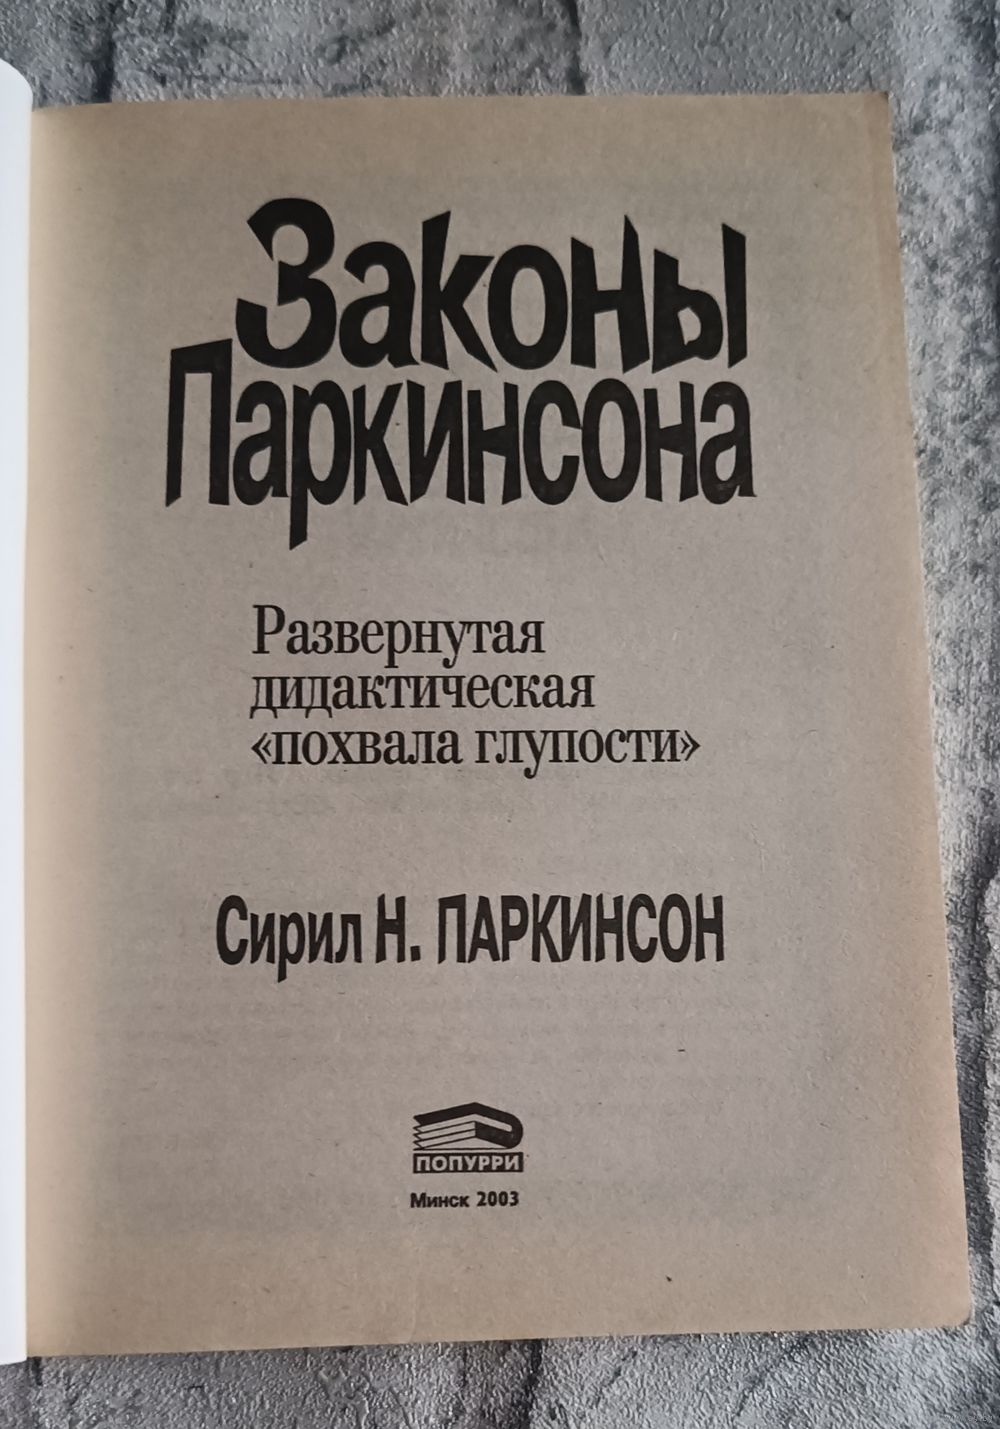 Законы
Паркинсона
Развернутая
дидактическая
«похвала глупости»
Сирил Н. ПАРКИНСОН
ПОПУРРИ
Минск 2003